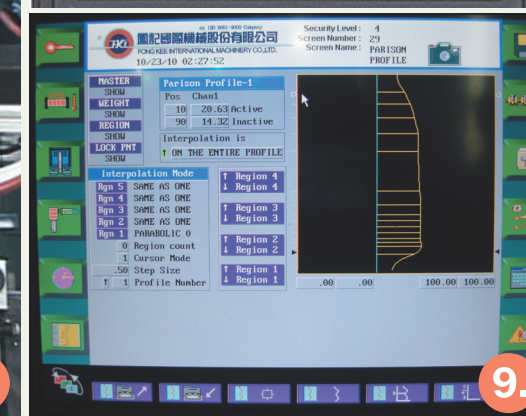 an ISO 9001:2000 Company
FKI
鳳記國際機械股份有限公司
FONG KEE INTERNATIONAL MACHINERY CO.,LTD.
10/23/10 02:27:52
Security Level: 4
Screen Number: 29
Screen Name: PARISON
PROFILE
MASTER
SHOW
WEIGHT
SHOW
REGION
SHOW
LOCK PNT
SHOW
Parison Profile-1
Pos Chan1
10 20.63 Active
90 14.32 Inactive
Interpolation is
↑ ON THE ENTIRE PROFILE
Interpolation Mode
Rgn 5 SAME AS ONE
Rgn 4 SAME AS ONE
Rgn 3 SAME AS ONE
Rgn 2 SAME AS ONE
Rgn 1 PARABOLIC 0
0 Region count
1 Cursor Mode
.50 Step Size
↑ 1 Profile Number
↑ Region 4
↓ Region 4
↑ Region 3
↓ Region 3
↑ Region 2
↓ Region 2
↑ Region 1
↓ Region 1
.00 .00 100.00 100.00
9.